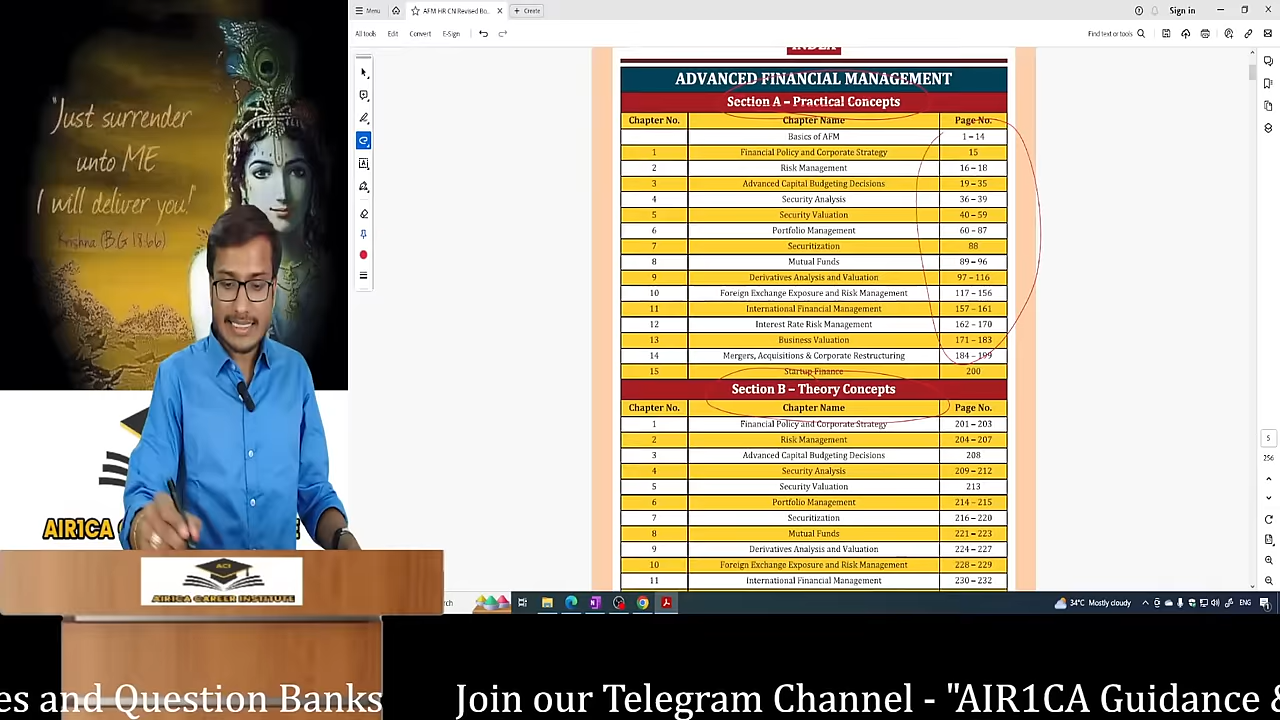 "Just surrender
unto ME
I will deliver you!"
Krishna (BG 18:66)
AIR1CA C
ACI
AIR1CA CAREER INSTITUTE
Menu
AFM HR CN Revised Bo...
Create
Sign in
All tools
Edit
Convert
E-Sign
Find text or tools
INDEX
ADVANCED FINANCIAL MANAGEMENT
Section A – Practical Concepts
Chapter No. Chapter Name Page No.
Basics of AFM 1 – 14
1 Financial Policy and Corporate Strategy 15
2 Risk Management 16 – 18
3 Advanced Capital Budgeting Decisions 19 – 35
4 Security Analysis 36 – 39
5 Security Valuation 40 – 59
6 Portfolio Management 60 – 87
7 Securitization 88
8 Mutual Funds 89 – 96
9 Derivatives Analysis and Valuation 97 – 116
10 Foreign Exchange Exposure and Risk Management 117 – 156
11 International Financial Management 157 – 161
12 Interest Rate Risk Management 162 – 170
13 Business Valuation 171 – 183
14 Mergers, Acquisitions & Corporate Restructuring 184 – 199
15 Startup Finance 200
Section B – Theory Concepts
Chapter No. Chapter Name Page No.
1 Financial Policy and Corporate Strategy 201 – 203
2 Risk Management 204 – 207
3 Advanced Capital Budgeting Decisions 208
4 Security Analysis 209 – 212
5 Security Valuation 213
6 Portfolio Management 214 – 215
7 Securitization 216 – 220
8 Mutual Funds 221 – 223
9 Derivatives Analysis and Valuation 224 – 227
10 Foreign Exchange Exposure and Risk Management 228 – 229
11 International Financial Management 230 – 232
5
256
rch
34°C Mostly cloudy
ENG
es and Question Banks Join our Telegram Channel - "AIR1CA Guidance &